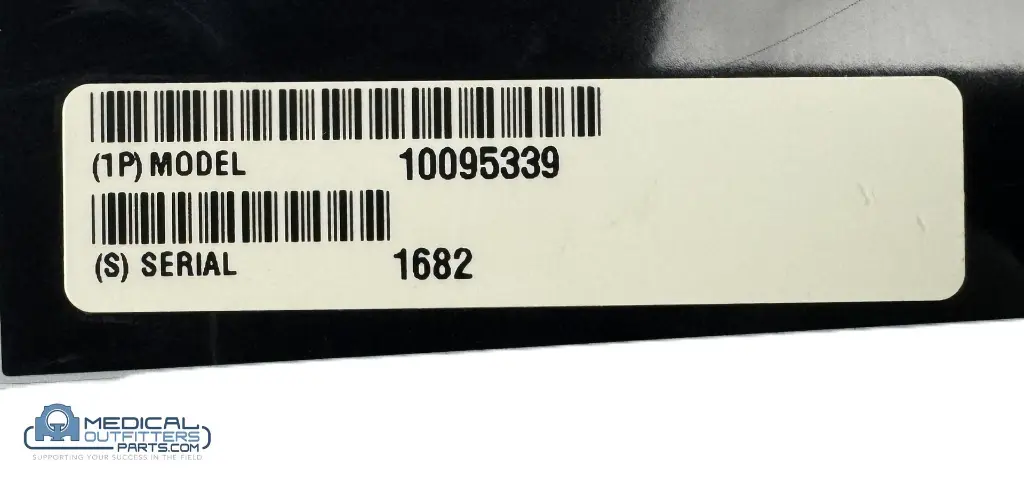 (1P) MODEL 10095339
(S) SERIAL 1682
MEDICAL
OUTFITTERS
PARTS.COM
SUPPORTING YOUR SUCCESS IN THE FIELD